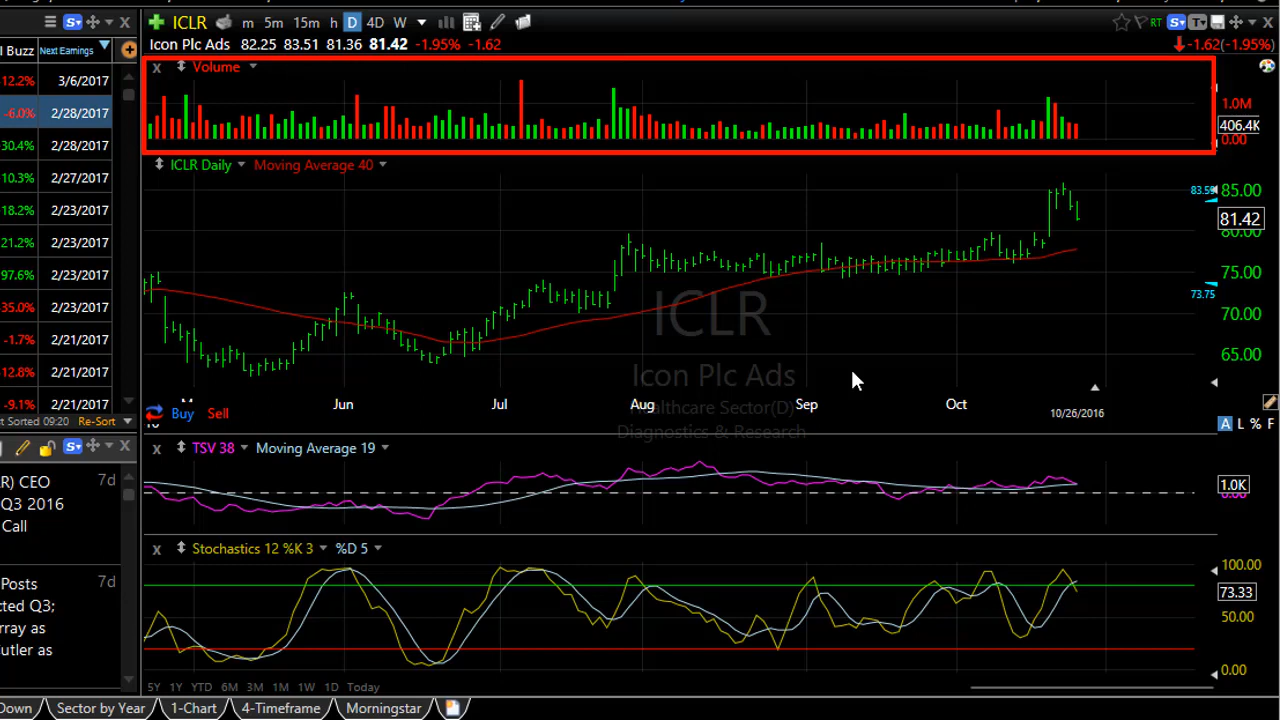 ICLR m 5m 15m h D 4D W RT S T
Icon Plc Ads 82.25 83.51 81.36 81.42 -1.95% -1.62 -1.62(-1.95%)
l Buzz Next Earnings
12.2% 3/6/2017
-6.0% 2/28/2017
30.4% 2/28/2017
10.3% 2/27/2017
-18.2% 2/23/2017
21.2% 2/23/2017
97.6% 2/23/2017
35.0% 2/23/2017
-1.7% 2/21/2017
12.8% 2/21/2017
-9.1% 2/21/2017
st Sorted 09:20 Re-Sort
R) CEO 7d
Q3 2016
Call
Posts 7d
cted Q3;
rray as
utler as
X Volume
1.0M
406.4K
0.00
ICLR Daily Moving Average 40
83.59 85.00
81.42
80.00
75.00
73.75
70.00
65.00
ICLR
Icon Plc Ads
Healthcare Sector(D)
Diagnostics & Research
Jun Jul Aug Sep Oct 10/26/2016
Buy Sell
A L % F
X TSV 38 Moving Average 19
1.0K
0.00
X Stochastics 12 %K 3 %D 5
100.00
73.33
50.00
0.00
5Y 1Y YTD 6M 3M 1M 1W 1D Today
Down Sector by Year 1-Chart 4-Timeframe Morningstar